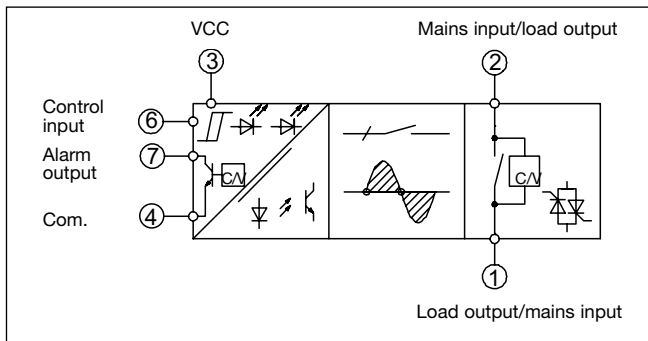 VCC
Mains input/load output
3
2
Control
input
6
Alarm
output
7
C/V
C/V
Com.
4
1
Load output/mains input